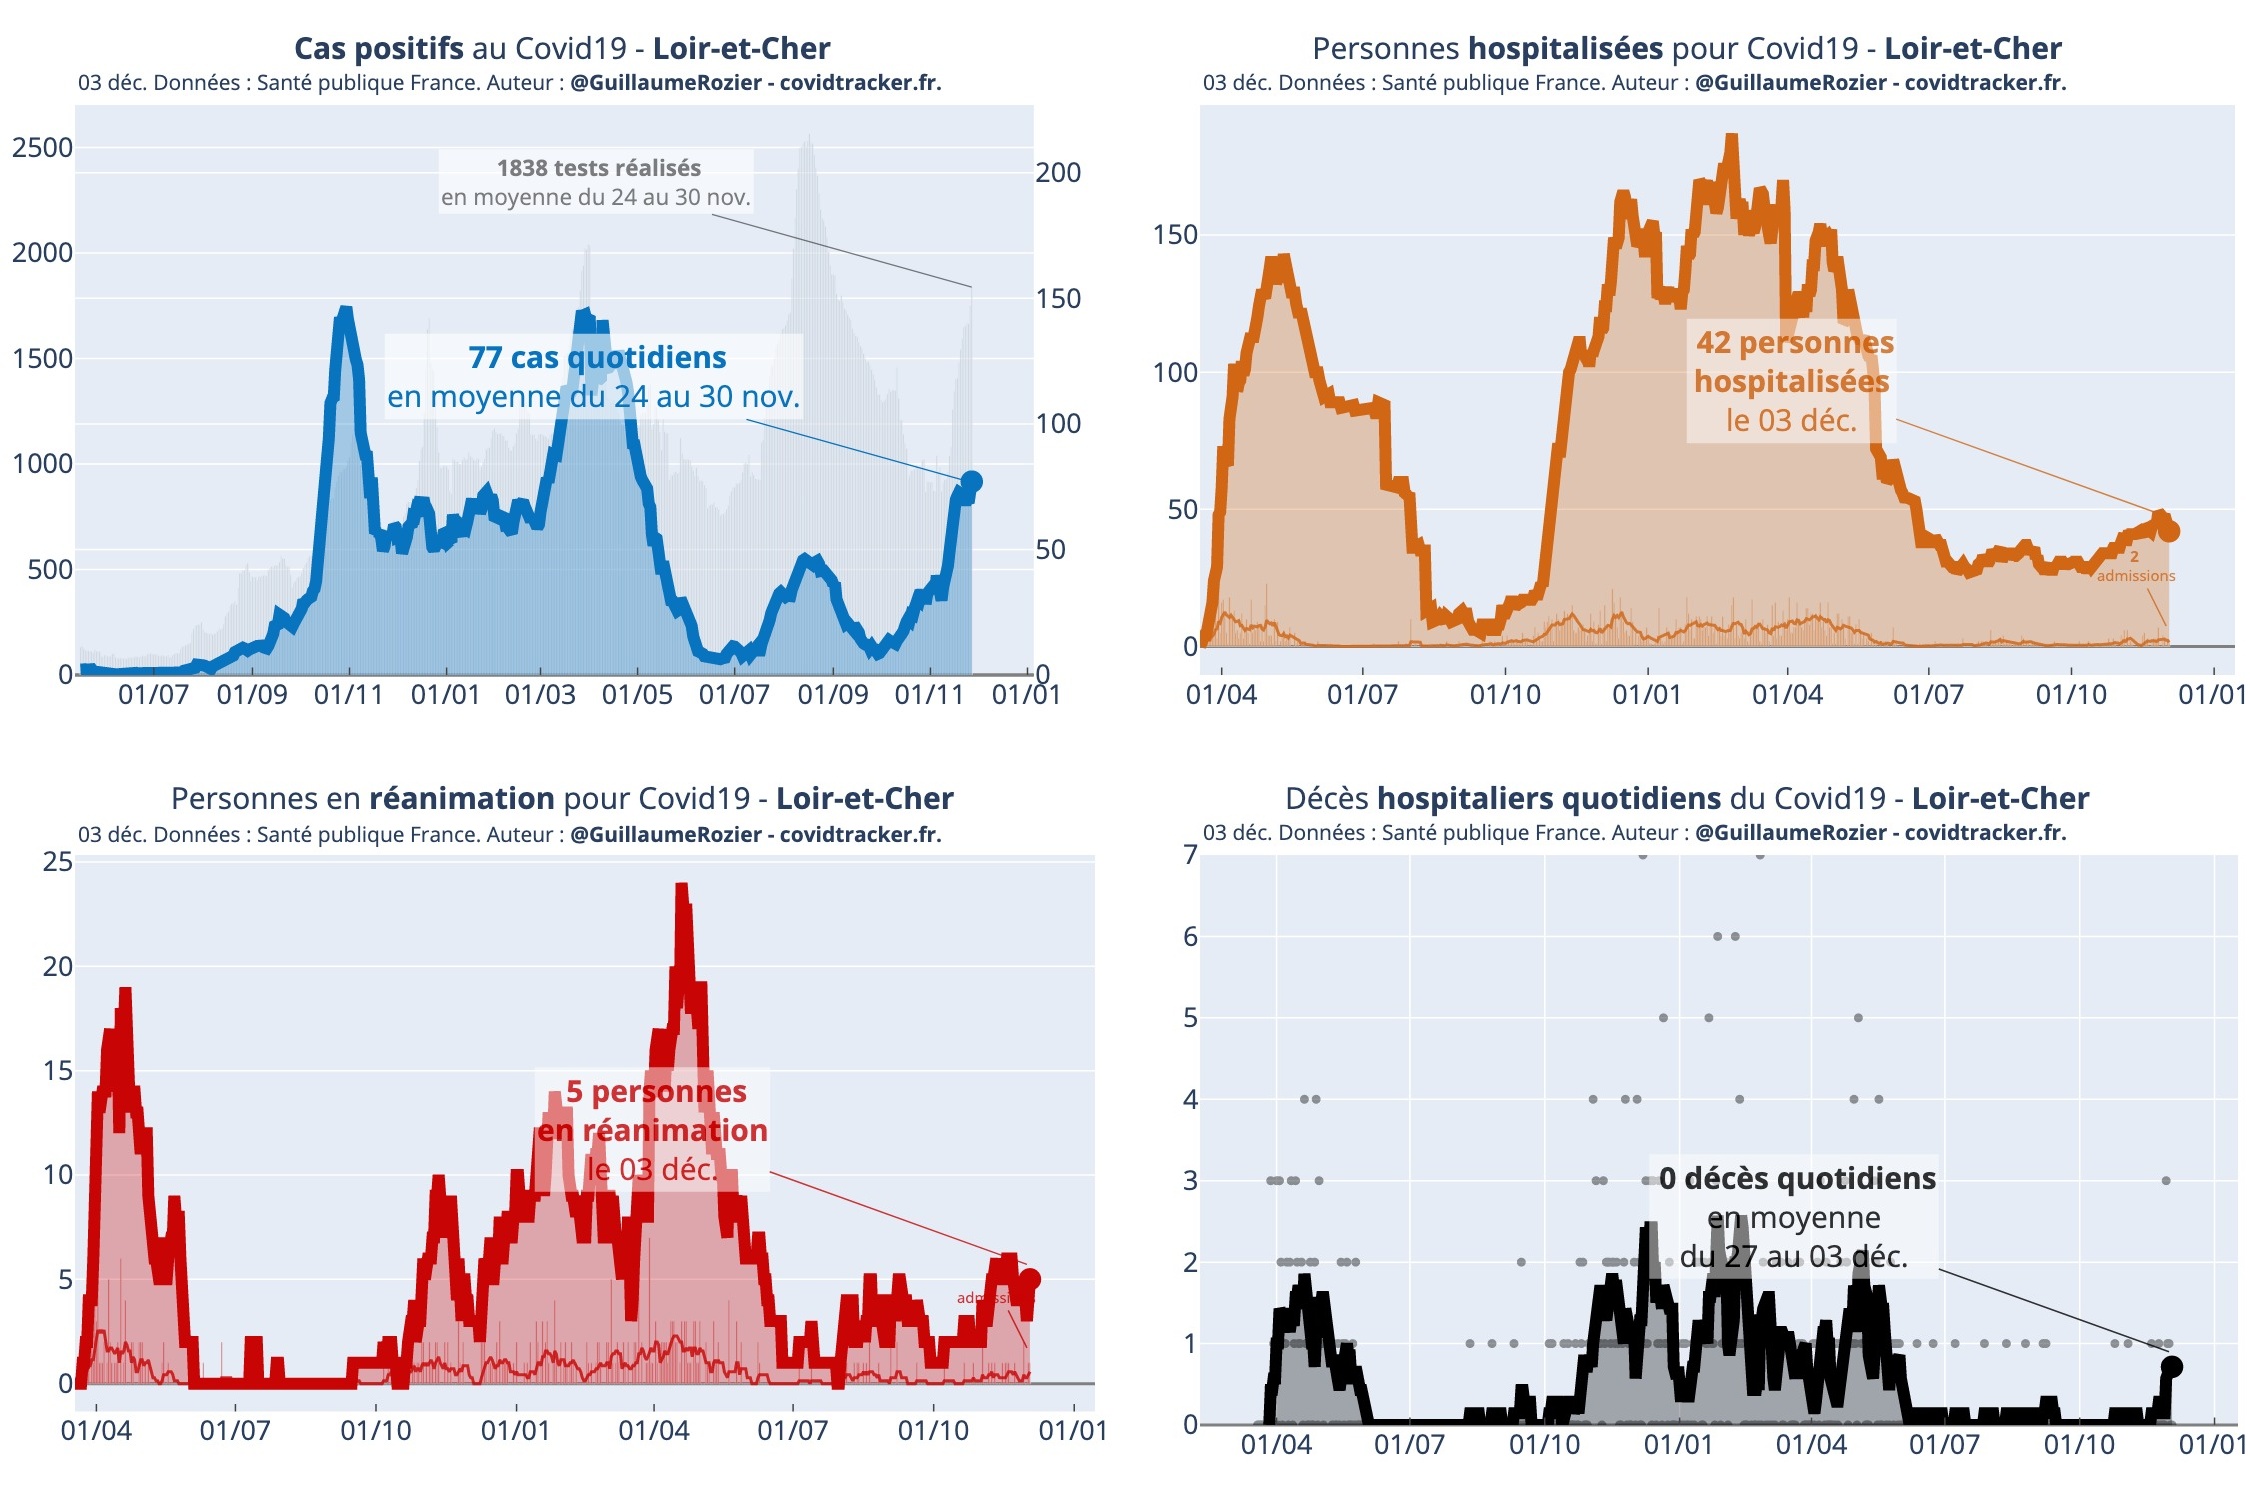 Cas positifs au Covid19 - Loir-et-Cher
03 déc. Données : Santé publique France. Auteur : @GuillaumeRozier - covidtracker.fr.
2500
2000
1500
1000
500
0
200
150
100
50
0
1838 tests réalisés
en moyenne du 24 au 30 nov.
77 cas quotidiens
en moyenne du 24 au 30 nov.
01/07 01/09 01/11 01/01 01/03 01/05 01/07 01/09 01/11 01/01
Personnes hospitalisées pour Covid19 - Loir-et-Cher
03 déc. Données : Santé publique France. Auteur : @GuillaumeRozier - covidtracker.fr.
150
100
50
0
42 personnes
hospitalisées
le 03 déc.
2
admissions
01/04 01/07 01/10 01/01 01/04 01/07 01/10 01/01
Personnes en réanimation pour Covid19 - Loir-et-Cher
03 déc. Données : Santé publique France. Auteur : @GuillaumeRozier - covidtracker.fr.
25
20
15
10
5
0
5 personnes
en réanimation
le 03 déc.
01/04 01/07 01/10 01/01 01/04 01/07 01/10 01/01
Décès hospitaliers quotidiens du Covid19 - Loir-et-Cher
03 déc. Données : Santé publique France. Auteur : @GuillaumeRozier - covidtracker.fr.
7
6
5
4
3
2
1
0
0 décès quotidiens
en moyenne
du 27 au 03 déc.
01/04 01/07 01/10 01/01 01/04 01/07 01/10 01/01